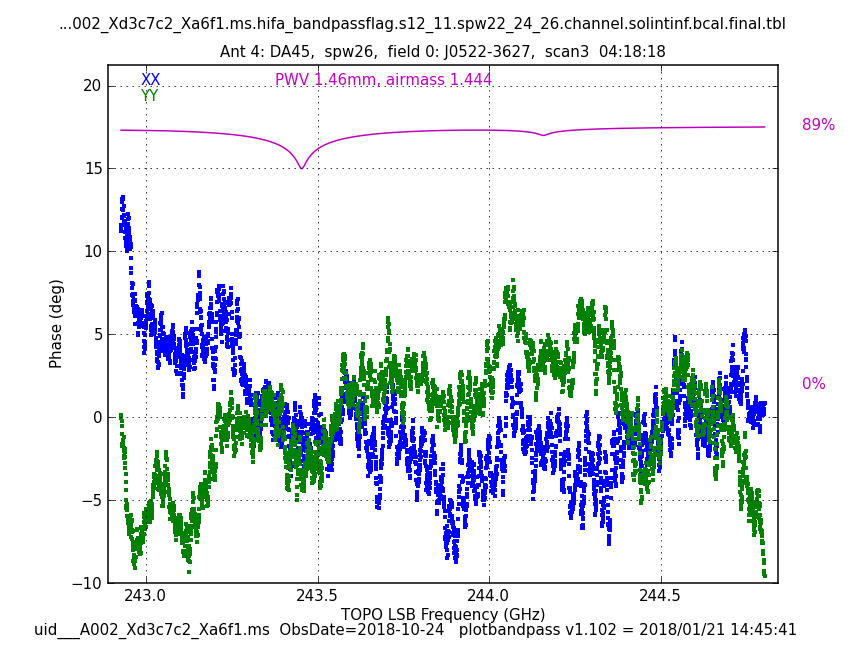 ...002_Xd3c7c2_Xa6f1.ms.hifa_bandpassflag.s12_11.spw22_24_26.channel.solintinf.bcal.final.tbl
Ant 4: DA45,  spw26,  field 0: J0522-3627,  scan3  04:18:18
XX
YY
PWV 1.46mm, airmass 1.444
89%
0%
20
15
10
5
0
−5
−10
Phase (deg)
243.0 243.5 244.0 244.5
TOPO LSB Frequency (GHz)
uid___A002_Xd3c7c2_Xa6f1.ms  ObsDate=2018-10-24   plotbandpass v1.102 = 2018/01/21 14:45:41